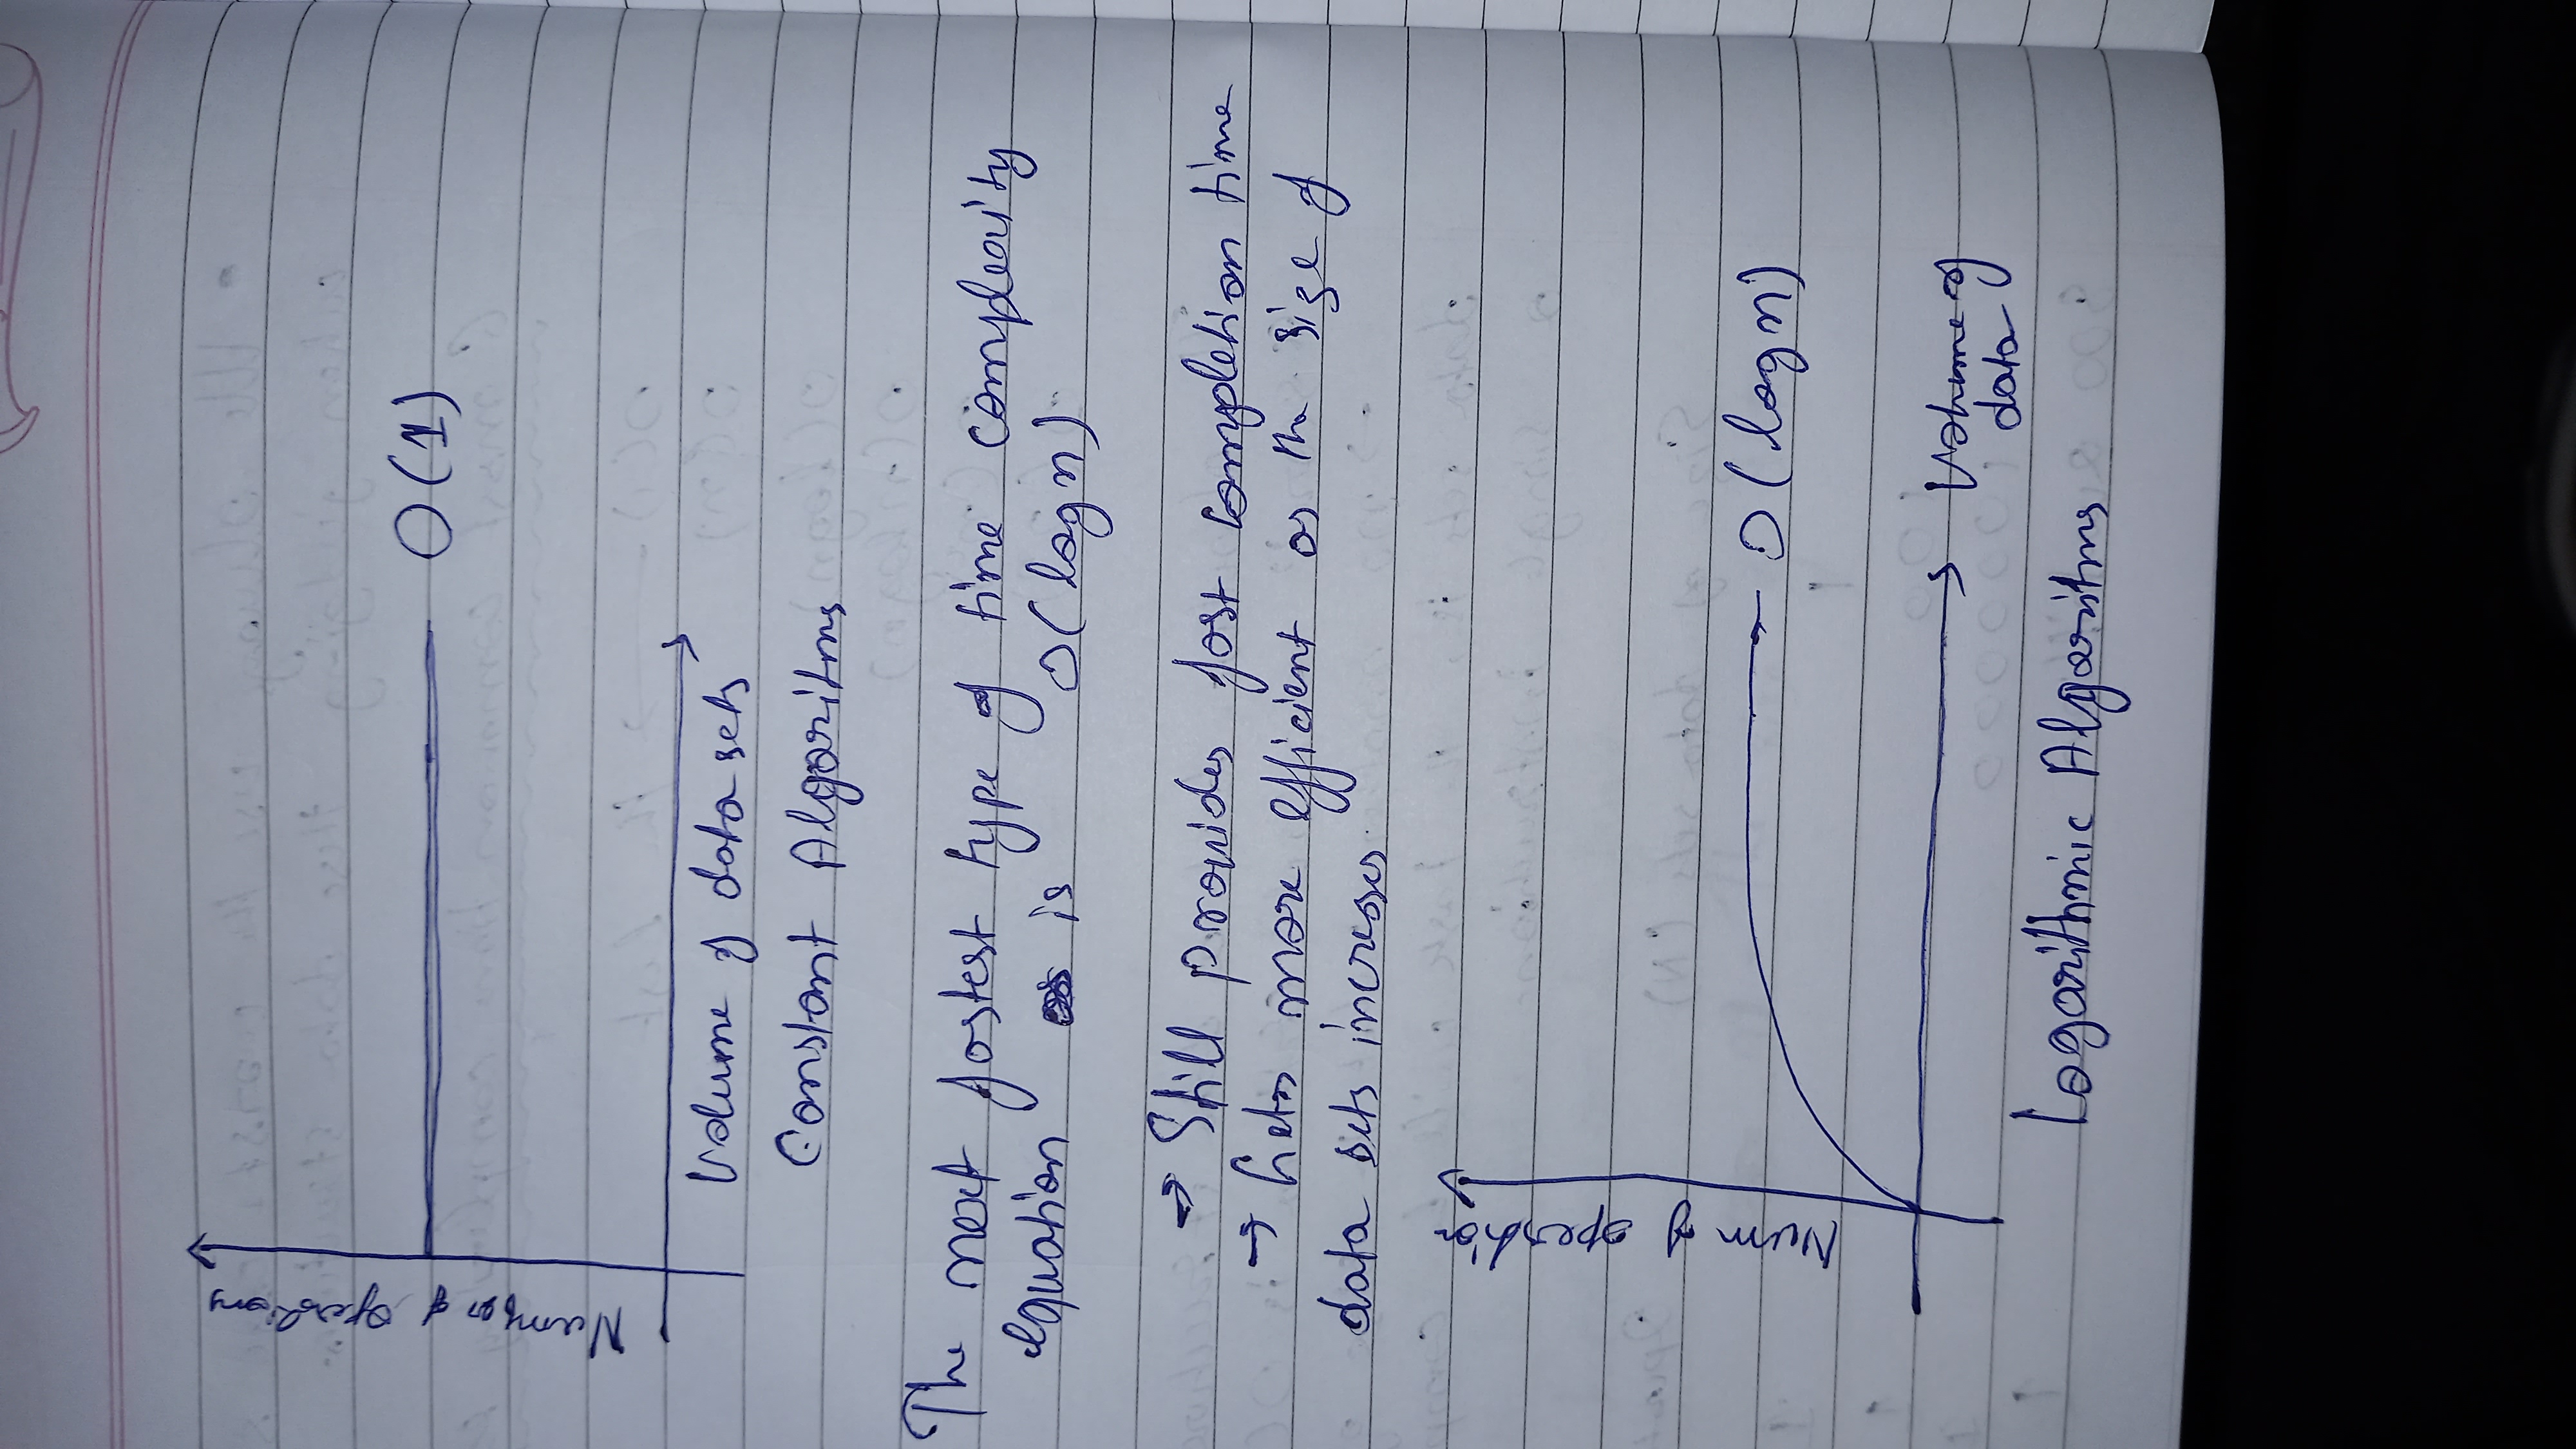 Number of operations
O(1)
Volume of data sets
Constant Algoritms
The next fastest type of time complexity
equation is O(log n)
→ Still provides fast completion time
→ Gets more efficient as the size of
data sets increases.
Num of operation
O(log n)
Volume of
data
Logarithmic Algoritms